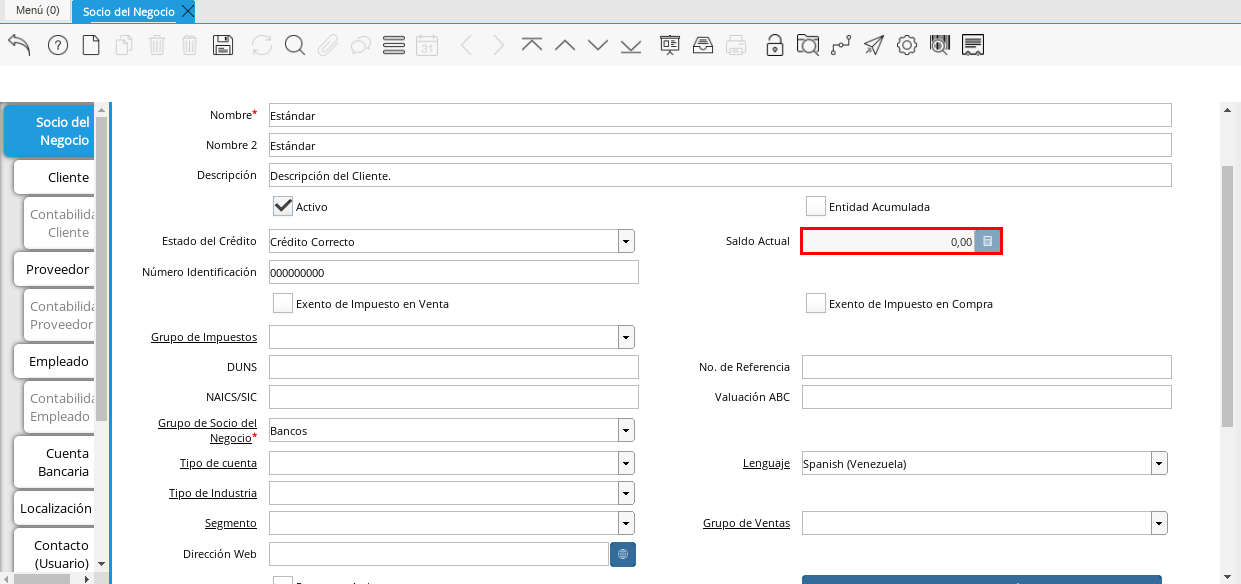 Menú (0)
Socio del Negocio
31
Socio del
Negocio
Cliente
Contabilida
Cliente
Proveedor
Contabilida
Proveedor
Empleado
Contabilida
Empleado
Cuenta
Bancaria
Localización
Contacto
(Usuario)
Nombre* Estándar
Nombre 2 Estándar
Descripción Descripción del Cliente.
Activo Entidad Acumulada
Estado del Crédito Crédito Correcto Saldo Actual 0,00
Número Identificación 000000000
Exento de Impuesto en Venta Exento de Impuesto en Compra
Grupo de Impuestos
DUNS No. de Referencia
NAICS/SIC Valuación ABC
Grupo de Socio del
Negocio* Bancos
Tipo de cuenta Lenguaje Spanish (Venezuela)
Tipo de Industria
Segmento Grupo de Ventas
Dirección Web